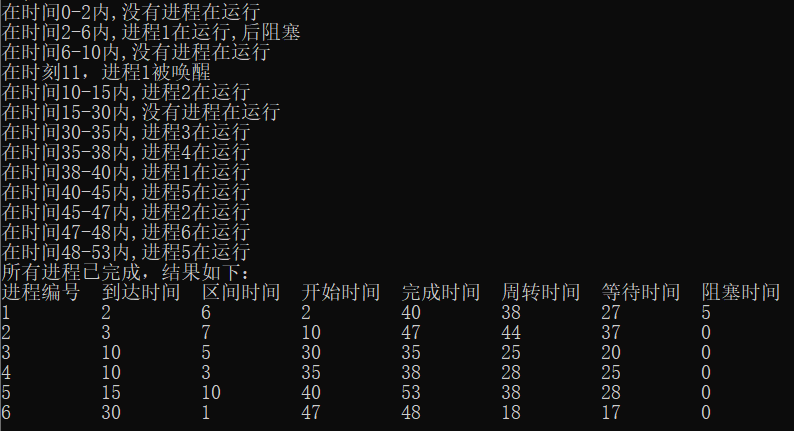 在时间0-2内,没有进程在运行
在时间2-6内,进程1在运行,后阻塞
在时间6-10内,没有进程在运行
在时刻11，进程1被唤醒
在时间10-15内,进程2在运行
在时间15-30内,没有进程在运行
在时间30-35内,进程3在运行
在时间35-38内,进程4在运行
在时间38-40内,进程1在运行
在时间40-45内,进程5在运行
在时间45-47内,进程2在运行
在时间47-48内,进程6在运行
在时间48-53内,进程5在运行
所有进程已完成，结果如下：
进程编号 到达时间 区间时间 开始时间 完成时间 周转时间 等待时间 阻塞时间
1 2 6 2 40 38 27 5
2 3 7 10 47 44 37 0
3 10 5 30 35 25 20 0
4 10 3 35 38 28 25 0
5 15 10 40 53 38 28 0
6 30 1 47 48 18 17 0